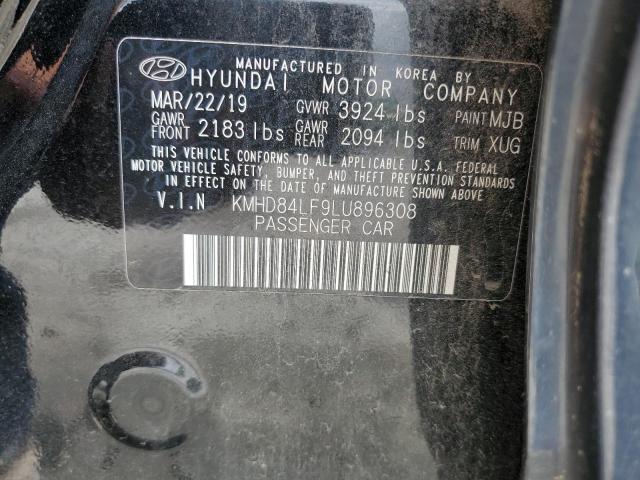 MANUFACTURED IN KOREA BY
HYUNDAI MOTOR COMPANY
MAR/22/19 GVWR 3924 lbs PAINT MJB
GAWR FRONT 2183 lbs GAWR REAR 2094 lbs TRIM XUG
THIS VEHICLE CONFORMS TO ALL APPLICABLE U.S.A. FEDERAL
MOTOR VEHICLE SAFETY, BUMPER, AND THEFT PREVENTION STANDARDS
IN EFFECT ON THE DATE OF MANUFACTURE SHOWN ABOVE.
V.I.N KMHD84LF9LU896308
PASSENGER CAR